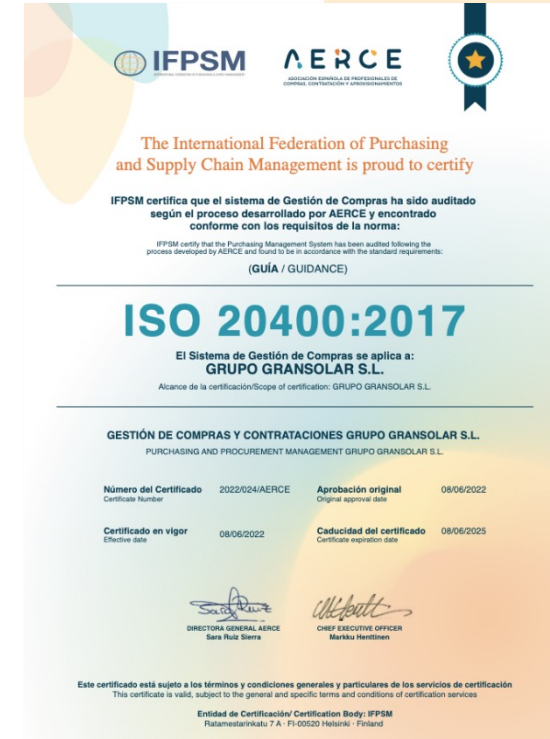 IFPSM
INTERNATIONAL FEDERATION OF PURCHASING & SUPPLY MANAGEMENT
AERCE
ASOCIACIÓN ESPAÑOLA DE PROFESIONALES DE
COMPRAS, CONTRATACIÓN Y APROVISIONAMIENTOS
The International Federation of Purchasing
and Supply Chain Management is proud to certify
IFPSM certifica que el sistema de Gestión de Compras ha sido auditado
según el proceso desarrollado por AERCE y encontrado
conforme con los requisitos de la norma:
IFPSM certify that the Purchasing Management System has been audited following the
process developed by AERCE and found to be in accordance with the standard requirements:
(GUÍA / GUIDANCE)
ISO 20400:2017
El Sistema de Gestión de Compras se aplica a:
GRUPO GRANSOLAR S.L.
Alcance de la certificación/Scope of certification: GRUPO GRANSOLAR S.L.
GESTIÓN DE COMPRAS Y CONTRATACIONES GRUPO GRANSOLAR S.L.
PURCHASING AND PROCUREMENT MANAGEMENT GRUPO GRANSOLAR S.L.
Número del Certificado 2022/024/AERCE Aprobación original 08/06/2022
Certificate Number Original approval date
Certificado en vigor 08/06/2022 Caducidad del certificado 08/06/2025
Effective date Certificate expiration date
DIRECTORA GENERAL AERCE CHIEF EXECUTIVE OFFICER
Sara Ruiz Sierra Markku Henttinen
Este certificado está sujeto a los términos y condiciones generales y particulares de los servicios de certificación
This certificate is valid, subject to the general and specific terms and conditions of certification services
Entidad de Certificación/ Certification Body: IFPSM
Ratamestarinkatu 7 A · FI-00520 Helsinki · Finland